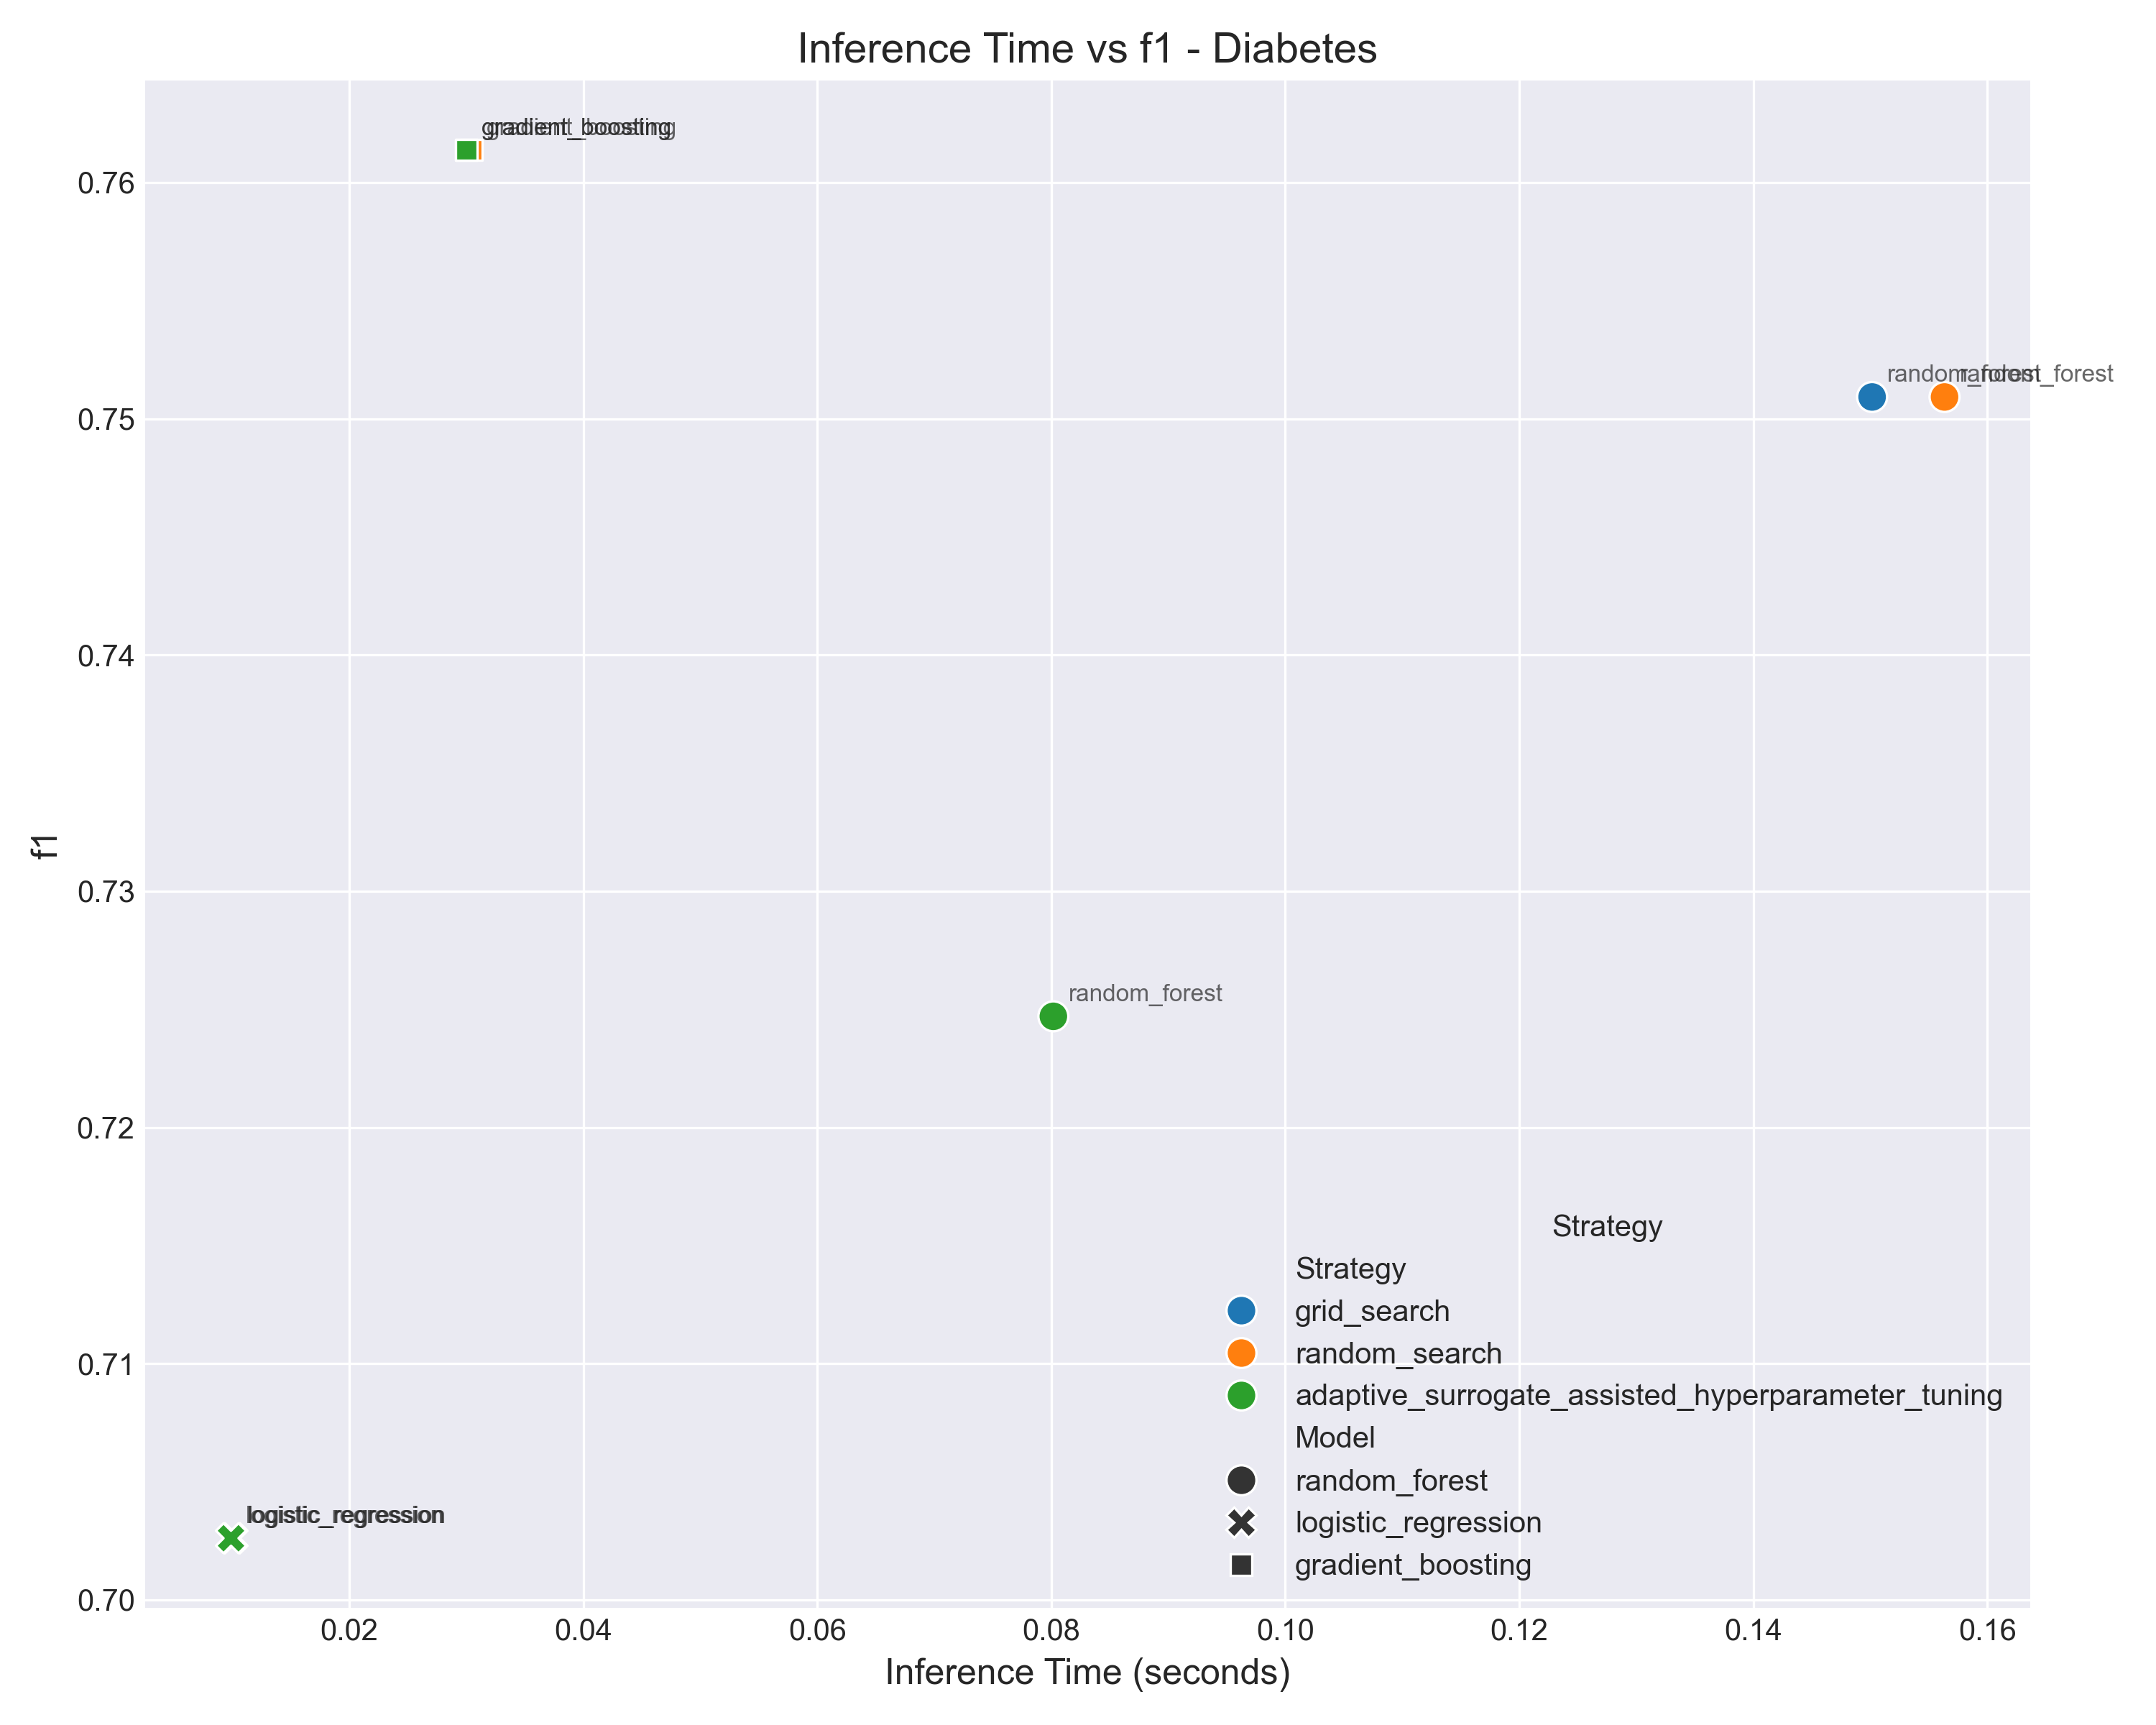 Inference Time vs f1 - Diabetes
gradient_boosting
gradient_boosting
0.76
random_forest
random_forest
0.75
0.74
f1
0.73
random_forest
0.72
Strategy
Strategy
grid_search
random_search
0.71
adaptive_surrogate_assisted_hyperparameter_tuning
Model
random_forest
logistic_regression
logistic_regression
gradient_boosting
0.70
0.02 0.04 0.06 0.08 0.10 0.12 0.14 0.16
Inference Time (seconds)